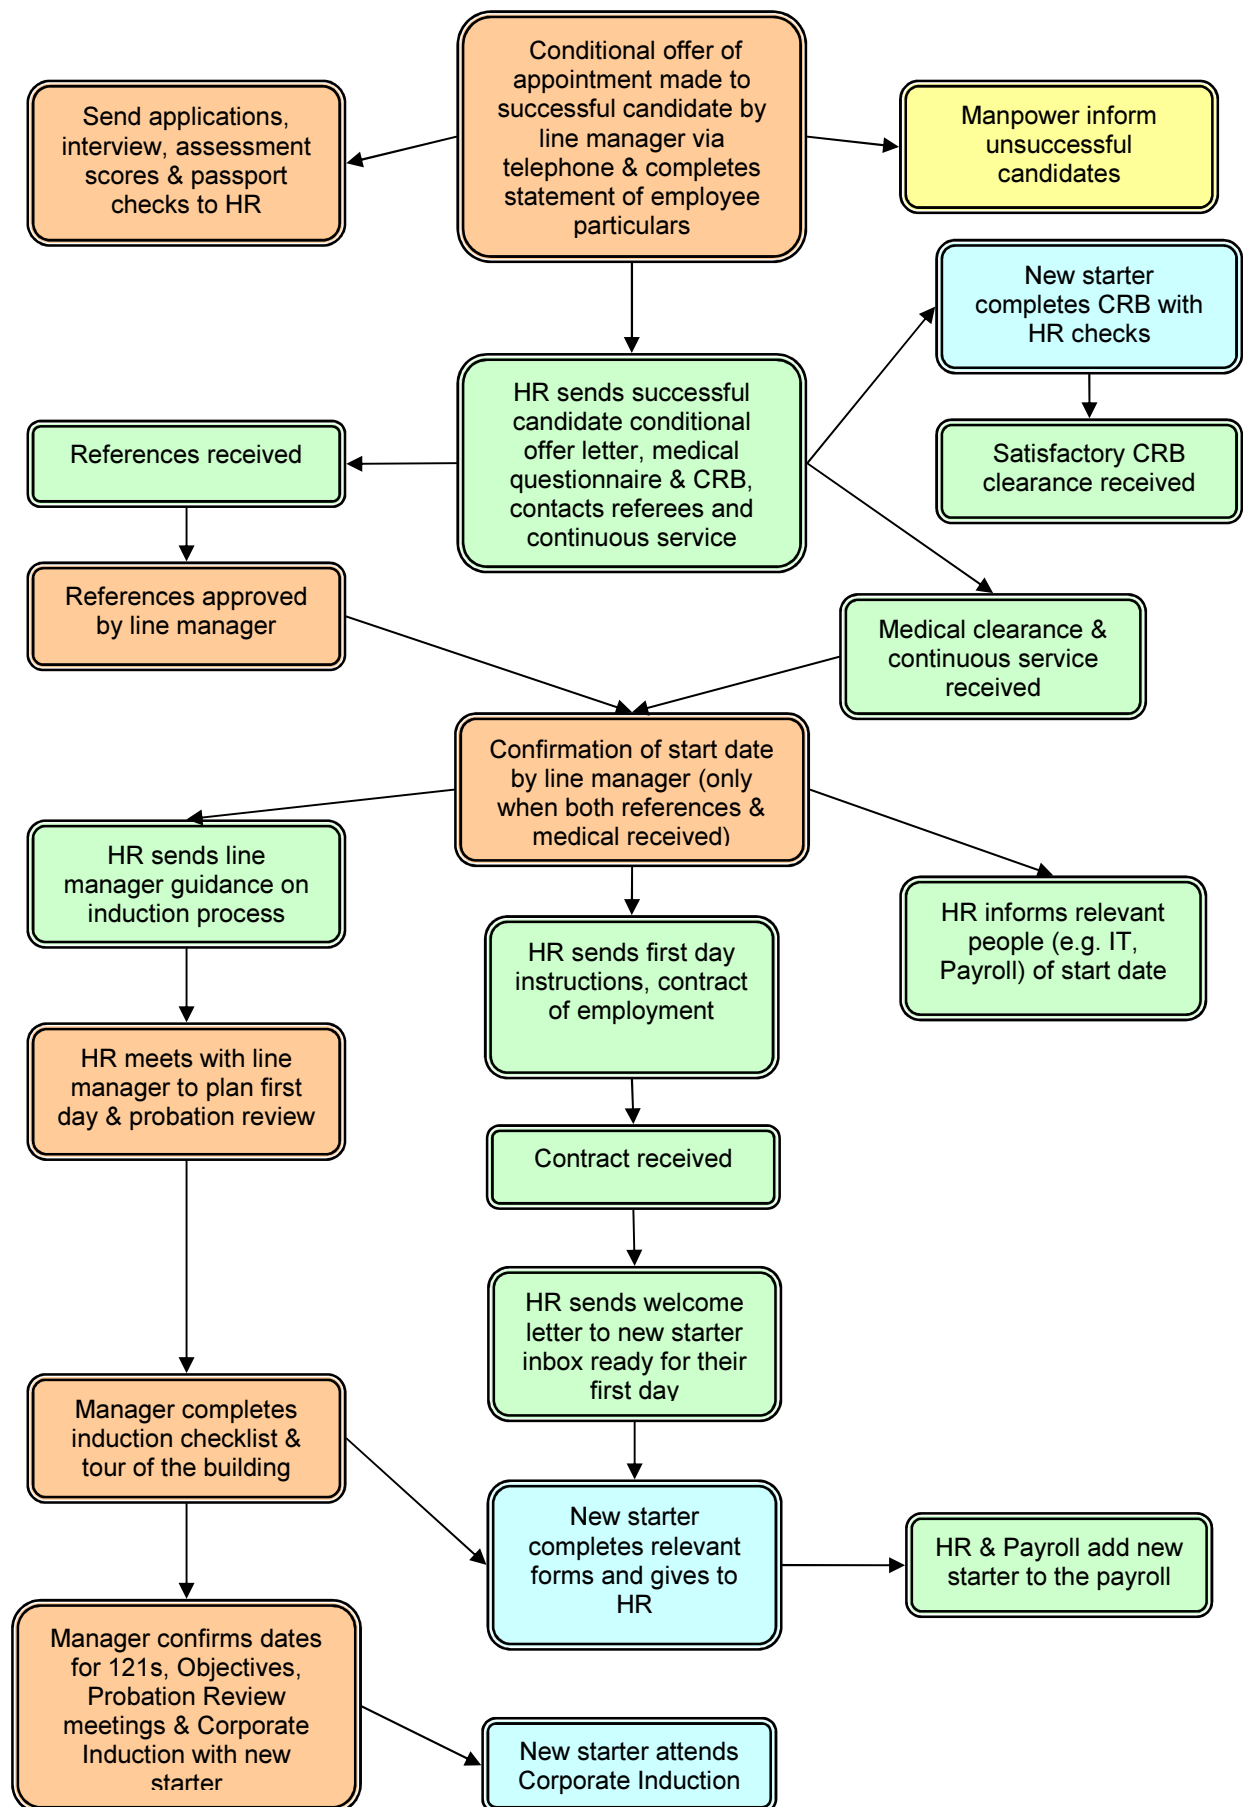 Conditional offer of
appointment made to
successful candidate by
line manager via
telephone & completes
statement of employee
particulars
Send applications,
interview, assessment
scores & passport
checks to HR
Manpower inform
unsuccessful
candidates
New starter
completes CRB with
HR checks
HR sends successful
candidate conditional
offer letter, medical
questionnaire & CRB,
contacts referees and
continuous service
References received
Satisfactory CRB
clearance received
References approved
by line manager
Medical clearance &
continuous service
received
Confirmation of start date
by line manager (only
when both references &
medical received)
HR sends line
manager guidance on
induction process
HR informs relevant
people (e.g. IT,
Payroll) of start date
HR sends first day
instructions, contract
of employment
HR meets with line
manager to plan first
day & probation review
Contract received
HR sends welcome
letter to new starter
inbox ready for their
first day
Manager completes
induction checklist &
tour of the building
New starter
completes relevant
forms and gives to
HR
HR & Payroll add new
starter to the payroll
Manager confirms dates
for 121s, Objectives,
Probation Review
meetings & Corporate
Induction with new
starter
New starter attends
Corporate Induction